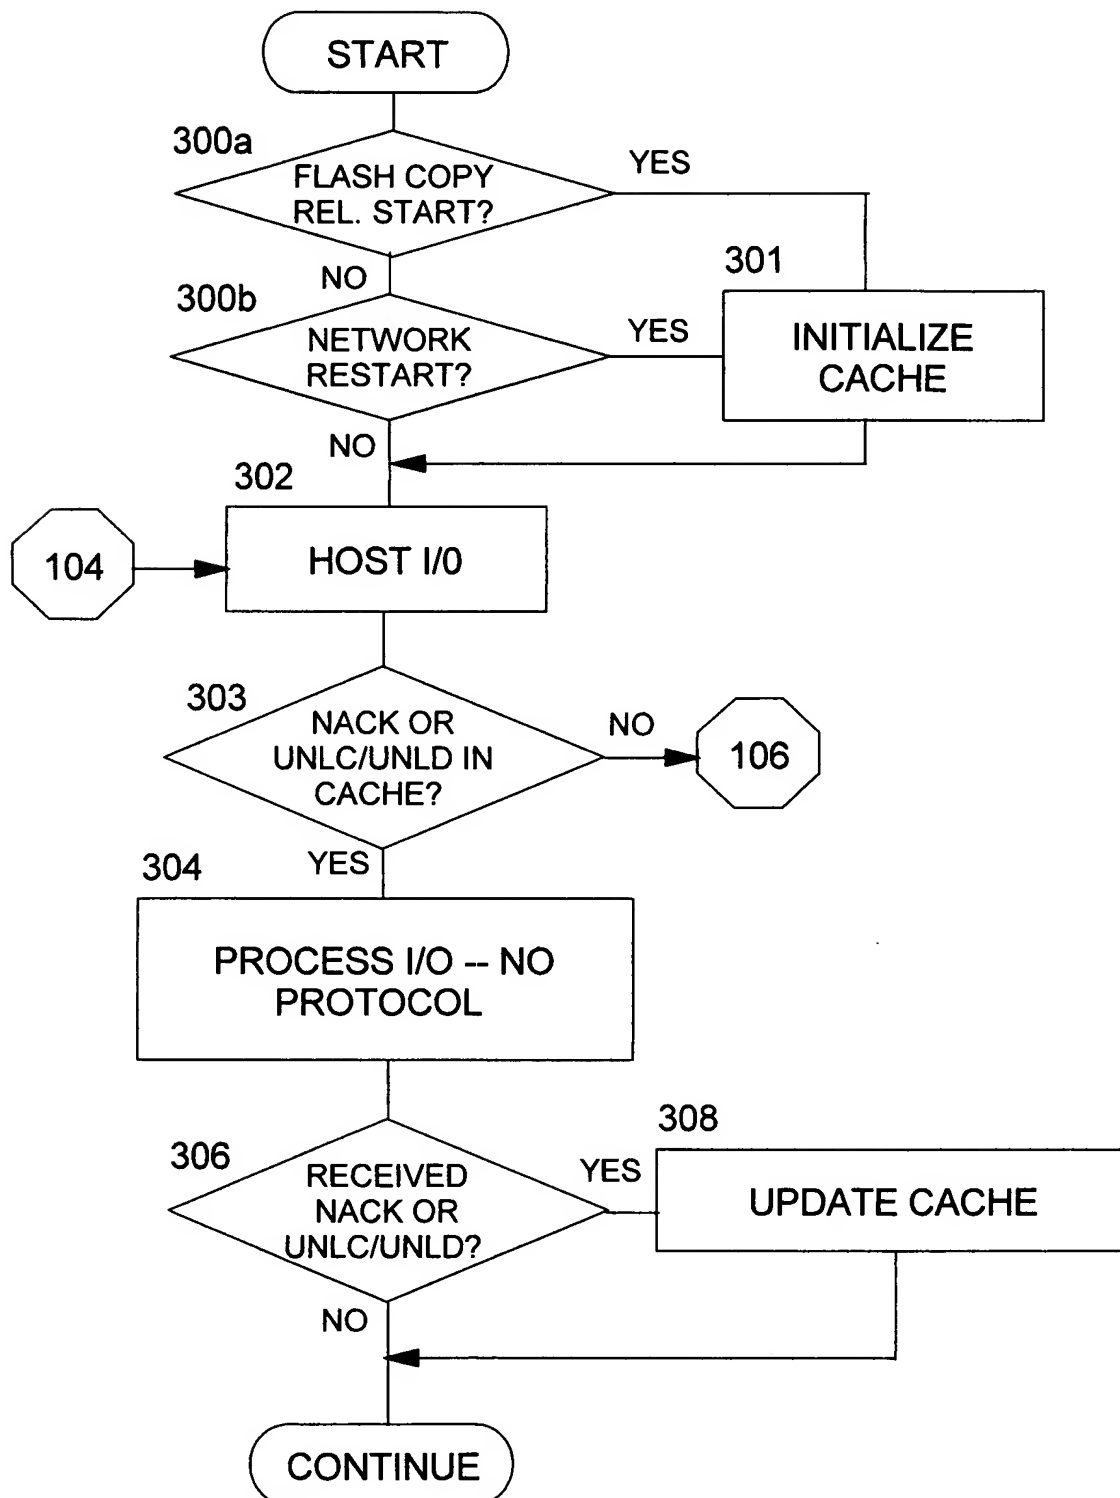 START
300a
FLASH COPY
REL. START?
YES
NO
301
300b
NETWORK
RESTART?
YES
INITIALIZE
CACHE
NO
302
104
HOST I/0
303
NACK OR
UNLC/UNLD IN
CACHE?
NO
106
YES
304
PROCESS I/O -- NO
PROTOCOL
308
306
RECEIVED
NACK OR
UNLC/UNLD?
YES
UPDATE CACHE
NO
CONTINUE